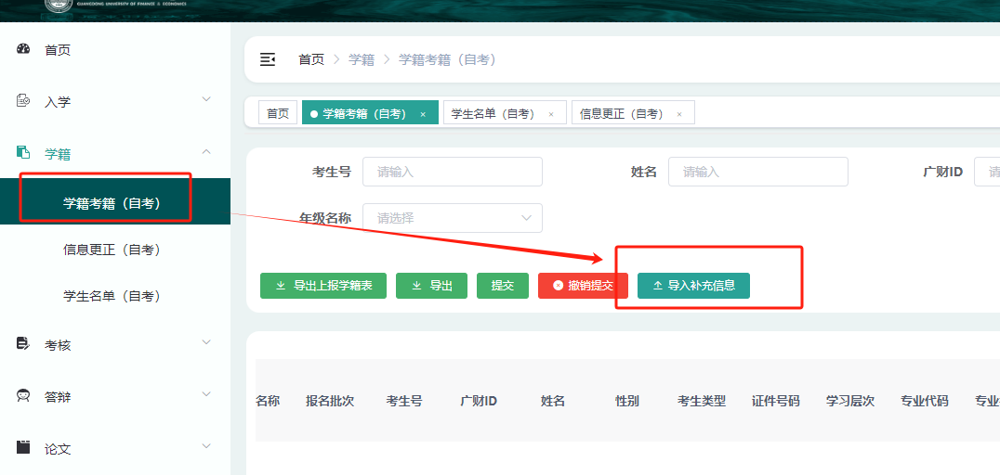 GUANGDONG UNIVERSITY OF FINANCE & ECONOMICS
首页
入学
学籍
学籍考籍（自考）
信息更正（自考）
学生名单（自考）
考核
答辩
论文
首页 > 学籍 > 学籍考籍（自考）
首页 学籍考籍（自考） × 学生名单（自考） × 信息更正（自考） ×
考生号 请输入 姓名 请输入 广财ID
年级名称 请选择
导出上报学籍表 导出 提交 撤销提交 导入补充信息
名称 报名批次 考生号 广财ID 姓名 性别 考生类型 证件号码 学习层次 专业代码 专业